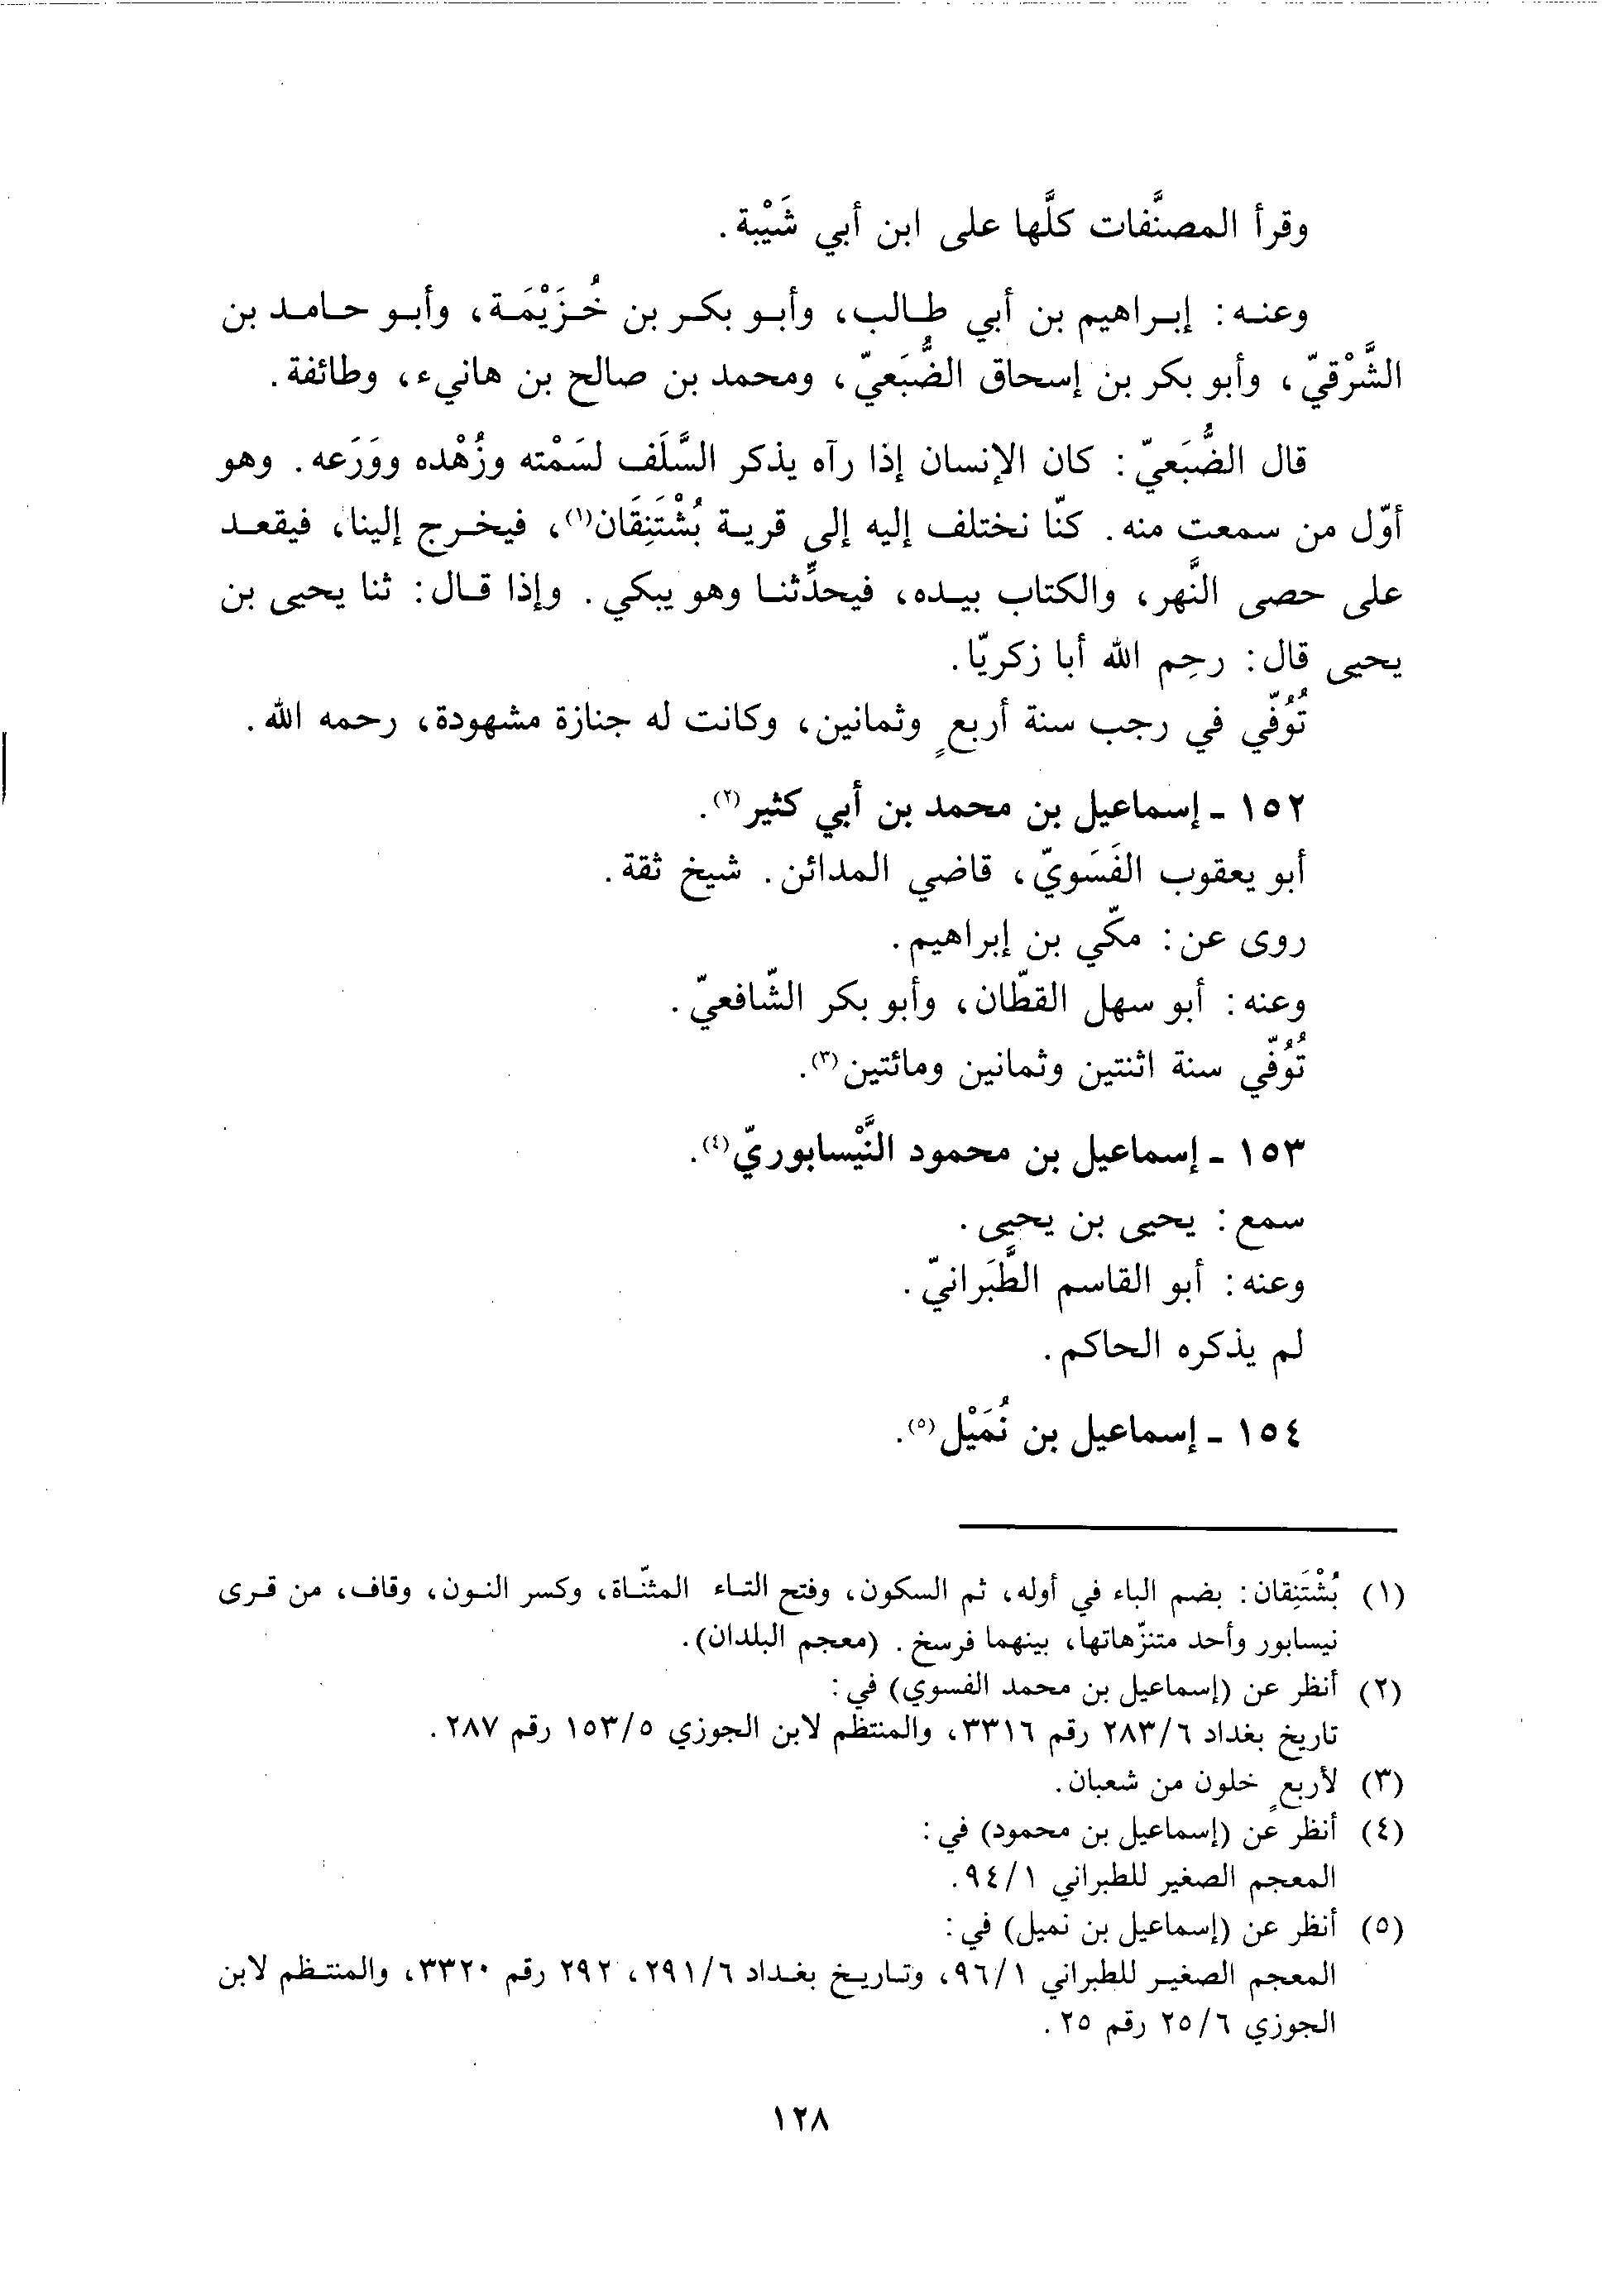 وقرأ المصنَّفات كلَّها على ابن أبي شَيْبة.
وعنه: إبراهيم بن أبي طالب، وأبو بكر بن خُزَيْمَة، وأبو حامد بن
الشَّرْقيّ، وأبو بكر بن إسحاق الضُّبَعيّ، ومحمد بن صالح بن هانيء، وطائفة.
قال الضُّبَعيّ: كان الإنسان إذا رآه يذكر السَّلَف لسَمْته وزُهْده ووَرَعه. وهو
أوّل من سمعت منه. كنّا نختلف إليه إلى قرية بُشْتَنِقَان(١)، فيخرج إلينا، فيقعد
على حصى النَّهر، والكتاب بيده، فيحدِّثنا وهو يبكي. وإذا قال: ثنا يحيى بن
يحيى قال: رحِم الله أبا زكريّا.
تُوُفّي في رجب سنة أربعٍ وثمانين، وكانت له جنازة مشهودة، رحمه الله.
١٥٢ - إسماعيل بن محمد بن أبي كثير(٢).
أبو يعقوب الفَسَويّ، قاضي المدائن. شيخ ثقة.
روى عن: مكّي بن إبراهيم.
وعنه: أبو سهل القطّان، وأبو بكر الشّافعيّ.
تُوُفّي سنة اثنتين وثمانين ومائتين(٣).
١٥٣ - إسماعيل بن محمود النَّيْسابوريّ(٤).
سمع: يحيى بن يحيى.
وعنه: أبو القاسم الطَّبَرانيّ.
لم يذكره الحاكم.
١٥٤ - إسماعيل بن نُمَيْل(٥).
(١) بُشْتَنِقان: بضم الباء في أوله، ثم السكون، وفتح التاء المثنّاة، وكسر النون، وقاف، من قرى
نيسابور وأحد متنزّهاتها، بينهما فرسخ. (معجم البلدان).
(٢) أنظر عن (إسماعيل بن محمد الفسوي) في:
تاريخ بغداد ٢٨٣/٦ رقم ٣٣١٦، والمنتظم لابن الجوزي ١٥٣/٥ رقم ٢٨٧.
(٣) لأربعٍ خلون من شعبان.
(٤) أنظر عن (إسماعيل بن محمود) في:
المعجم الصغير للطبراني ٩٤/١.
(٥) أنظر عن (إسماعيل بن نميل) في:
المعجم الصغير للطبراني ٩٦/١، وتاريخ بغداد ٢٩١/٦، ٢٩٢ رقم ٣٣٢٠، والمنتظم لابن
الجوزي ٢٥/٦ رقم ٢٥.
١٢٨